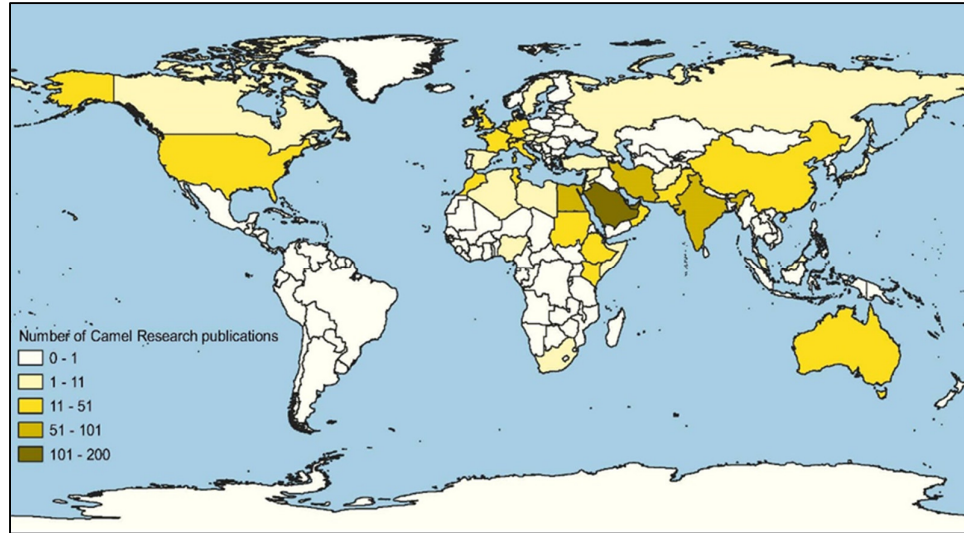 Number of Camel Research publications
0 - 1
1 - 11
11 - 51
51 - 101
101 - 200